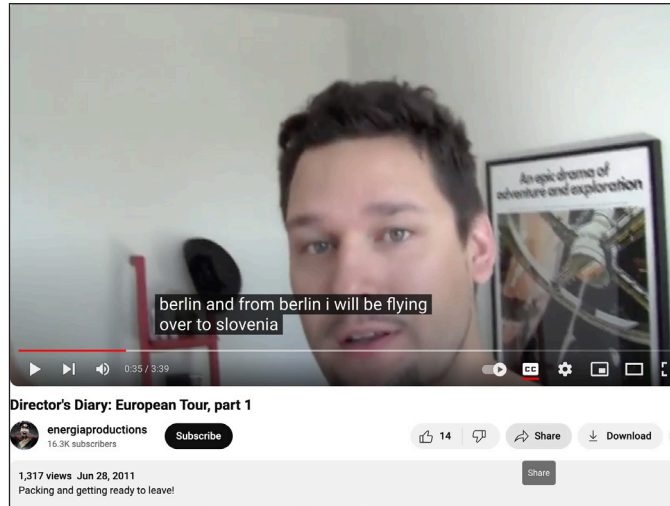 An epic drama of
adventure and exploration
berlin and from berlin i will be flying
over to slovenia
0:35 / 3:39
CC
Director's Diary: European Tour, part 1
energiaproductions
16.3K subscribers
Subscribe
14
Share
Download
1,317 views Jun 28, 2011
Share
Packing and getting ready to leave!